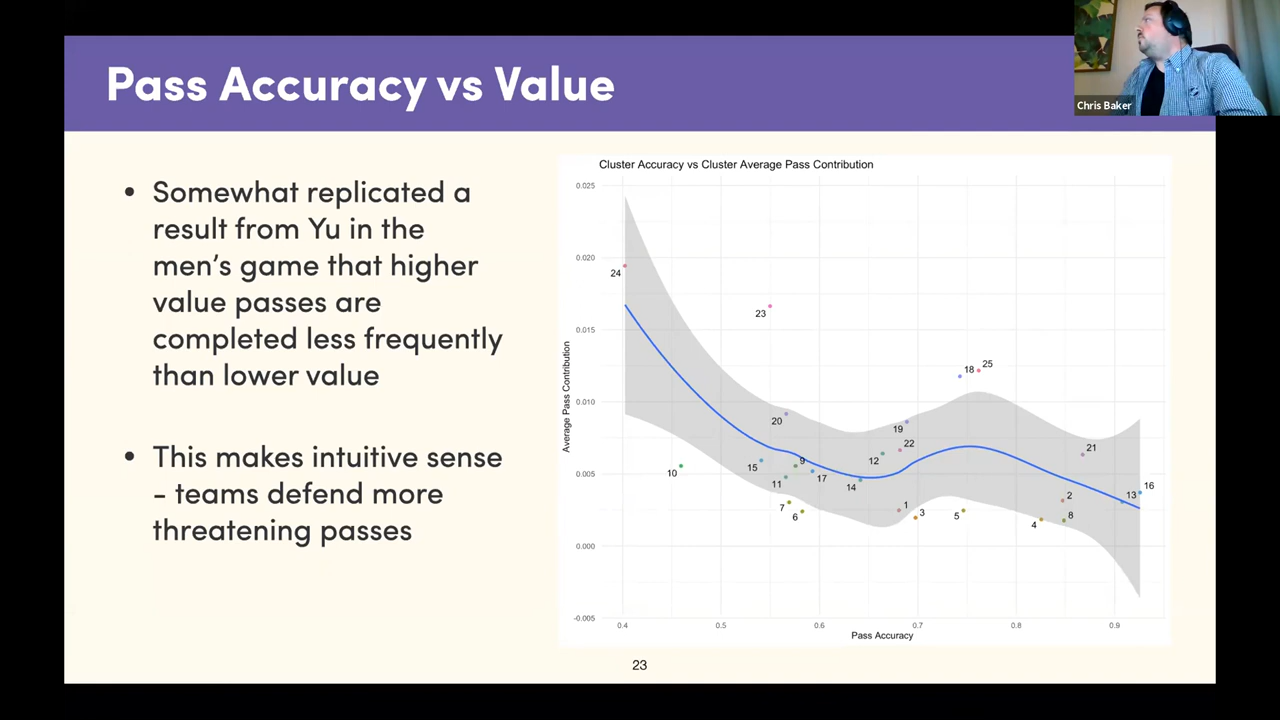 Pass Accuracy vs Value
Chris Baker
• Somewhat replicated a
result from Yu in the
men’s game that higher
value passes are
completed less frequently
than lower value
• This makes intuitive sense
- teams defend more
threatening passes
Cluster Accuracy vs Cluster Average Pass Contribution
Average Pass Contribution
0.025
0.020
0.015
0.010
0.005
0.000
-0.005
24
23
18
25
20
19
22
21
12
9
15
10
11
17
14
16
13
2
7
6
1
3
5
4
8
0.4
0.5
0.6
0.7
0.8
0.9
Pass Accuracy
23